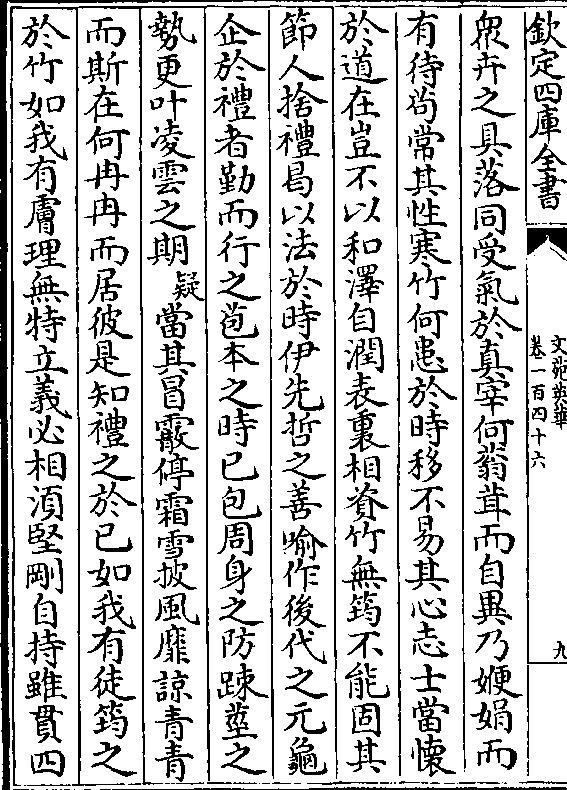 欽定四庫全書
文苑英華
卷一百四十六
九
衆卉之具落同受氣於真宰何蓊茸而自異乃㛹娟而
有待尚常其性寒竹何患於時移不易其心志士當懷
於道在豈不以和澤自潤表裏相資竹無筠不能固其
節人捨禮曷以法於時伊先哲之善喻作後代之元龜
企於禮者勤而行之苞本之時已包周身之防踈莖之
勢更叶凌雲之期疑當其冒霰停霜雪披風靡諒青青
而斯在何冉冉而居彼是知禮之於已如我有徒筠之
於竹如我有膚理無特立義必相湏堅剛自持雖貫四